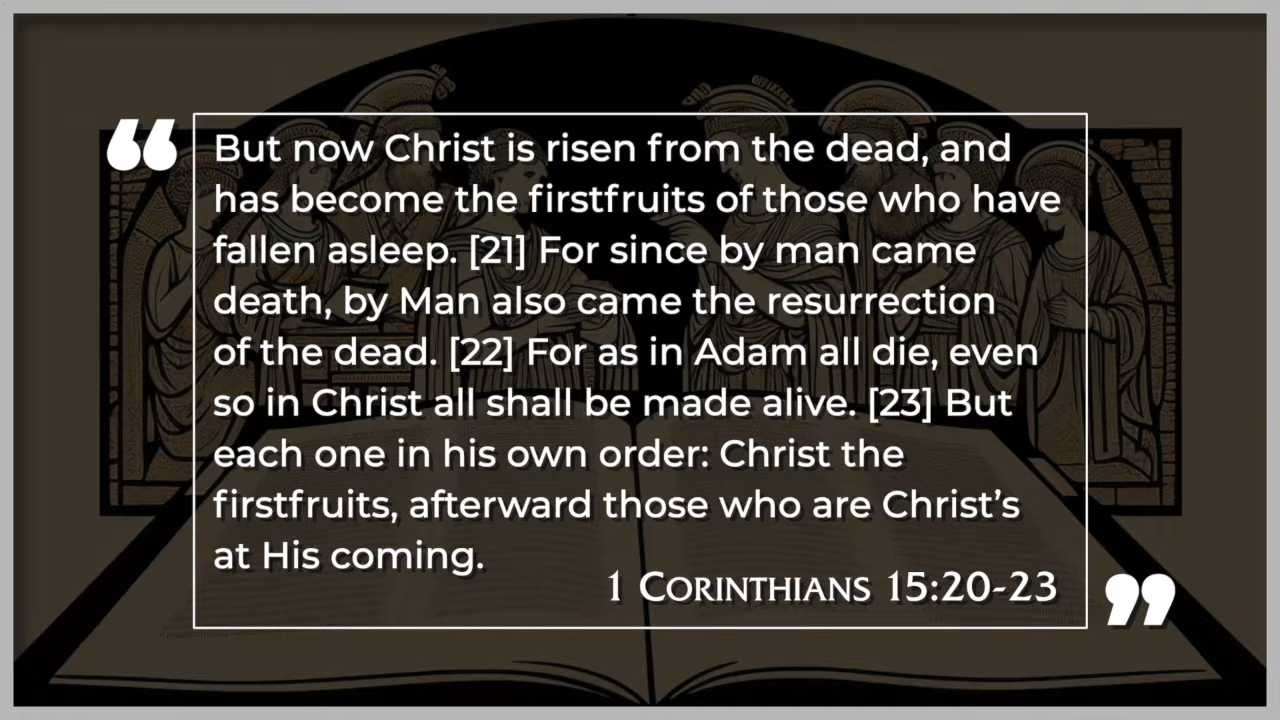 But now Christ is risen from the dead, and
has become the firstfruits of those who have
fallen asleep. [21] For since by man came
death, by Man also came the resurrection
of the dead. [22] For as in Adam all die, even
so in Christ all shall be made alive. [23] But
each one in his own order: Christ the
firstfruits, afterward those who are Christ’s
at His coming.
1 Corinthians 15:20-23